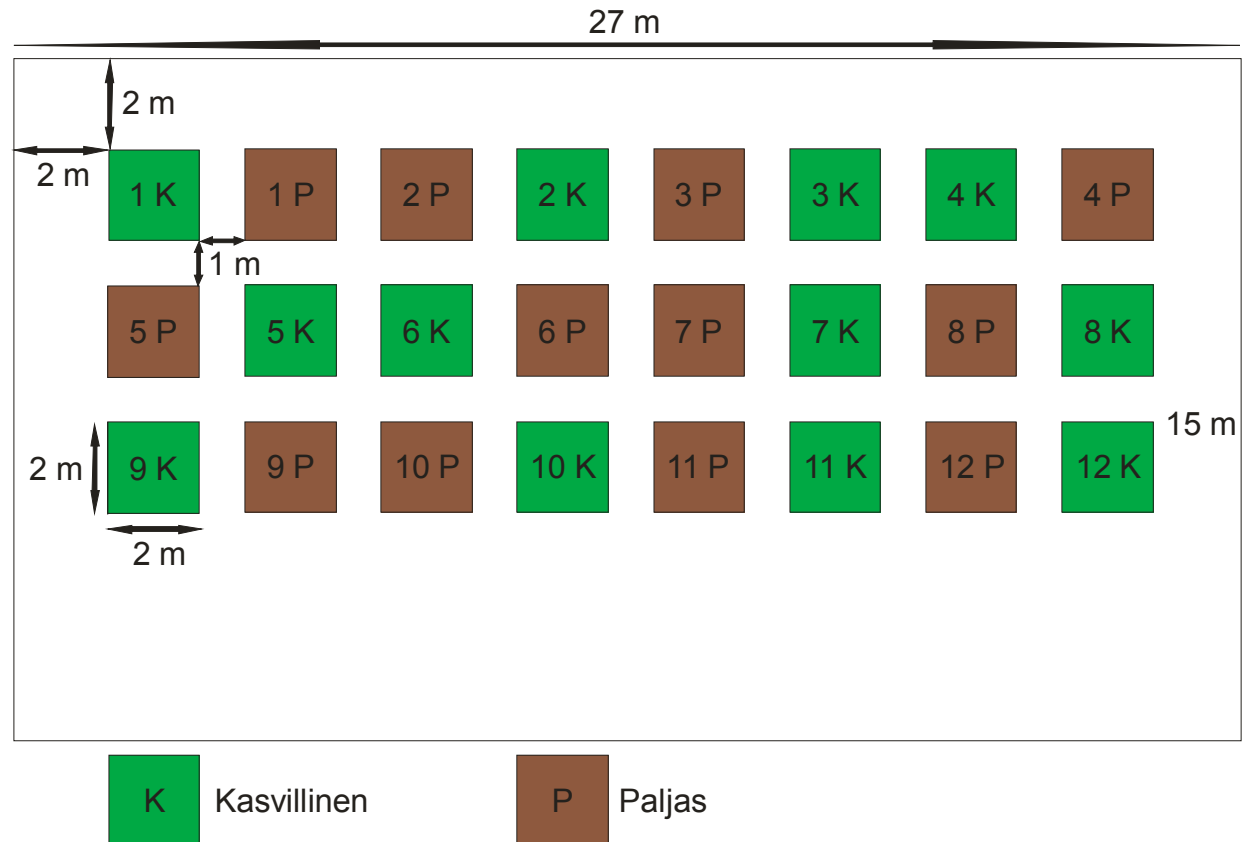 27 m
2 m
2 m
1 K 1 P 2 P 2 K 3 P 3 K 4 K 4 P
1 m
5 P 5 K 6 K 6 P 7 P 7 K 8 P 8 K
15 m
2 m
9 K 9 P 10 P 10 K 11 P 11 K 12 P 12 K
2 m
K Kasvillinen P Paljas